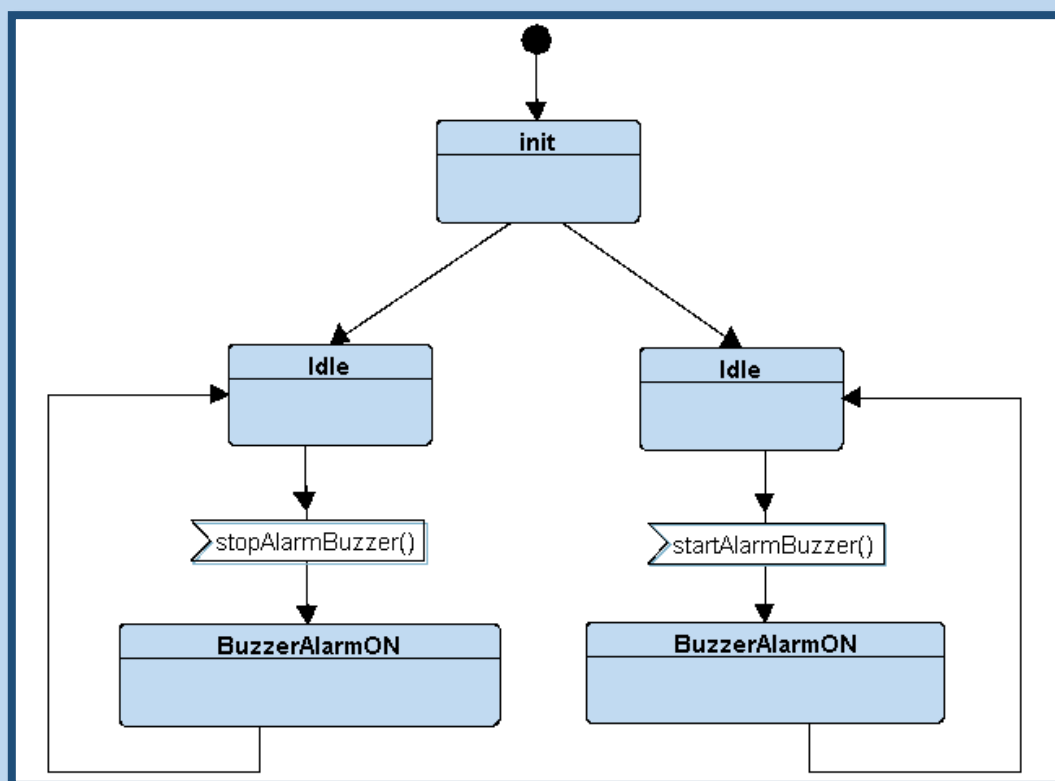 init
Idle
Idle
stopAlarmBuzzer()
startAlarmBuzzer()
BuzzerAlarmON
BuzzerAlarmON